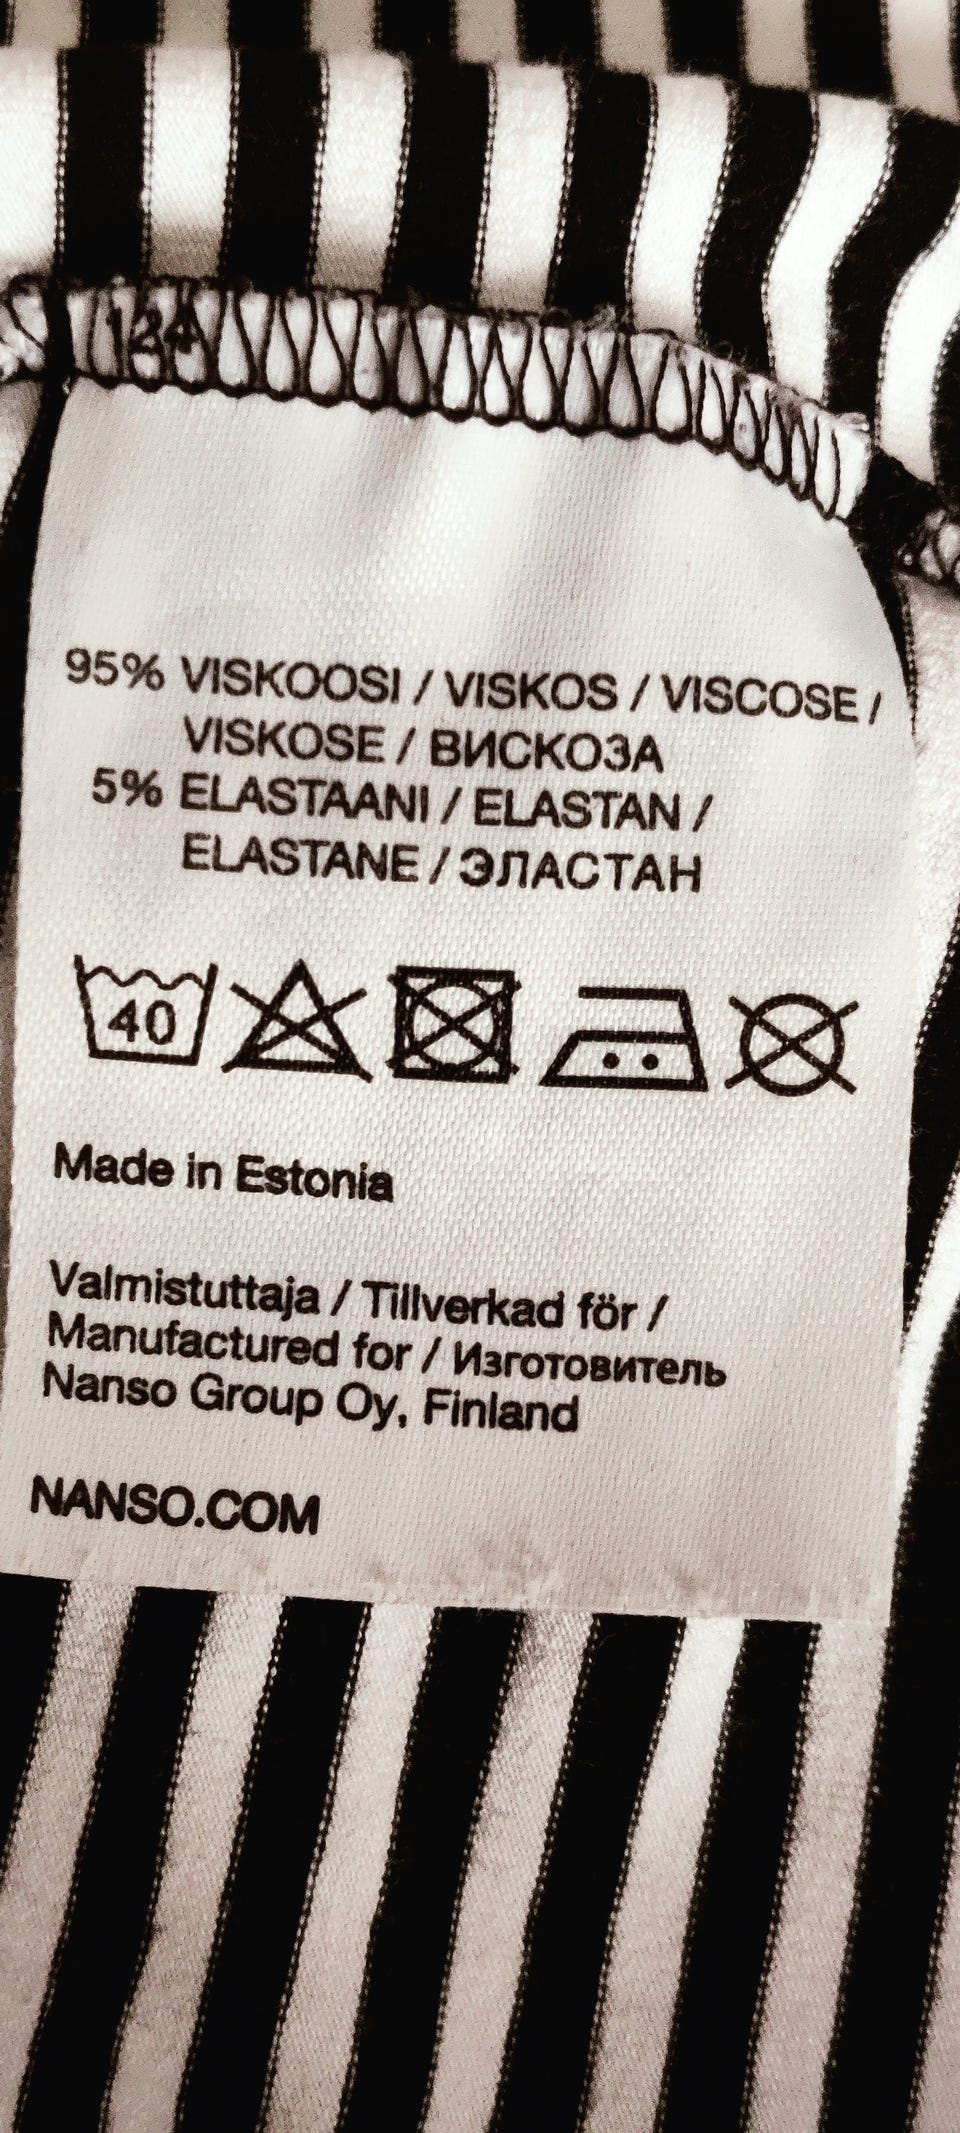 95% VISKOOSI / VISKOS / VISCOSE /
VISKOSE / ВИСКОЗА
5% ELASTAANI / ELASTAN /
ELASTANE / ЭЛАСТАН
40
Made in Estonia
Valmistuttaja / Tillverkad för /
Manufactured for / Изготовитель
Nanso Group Oy, Finland
NANSO.COM